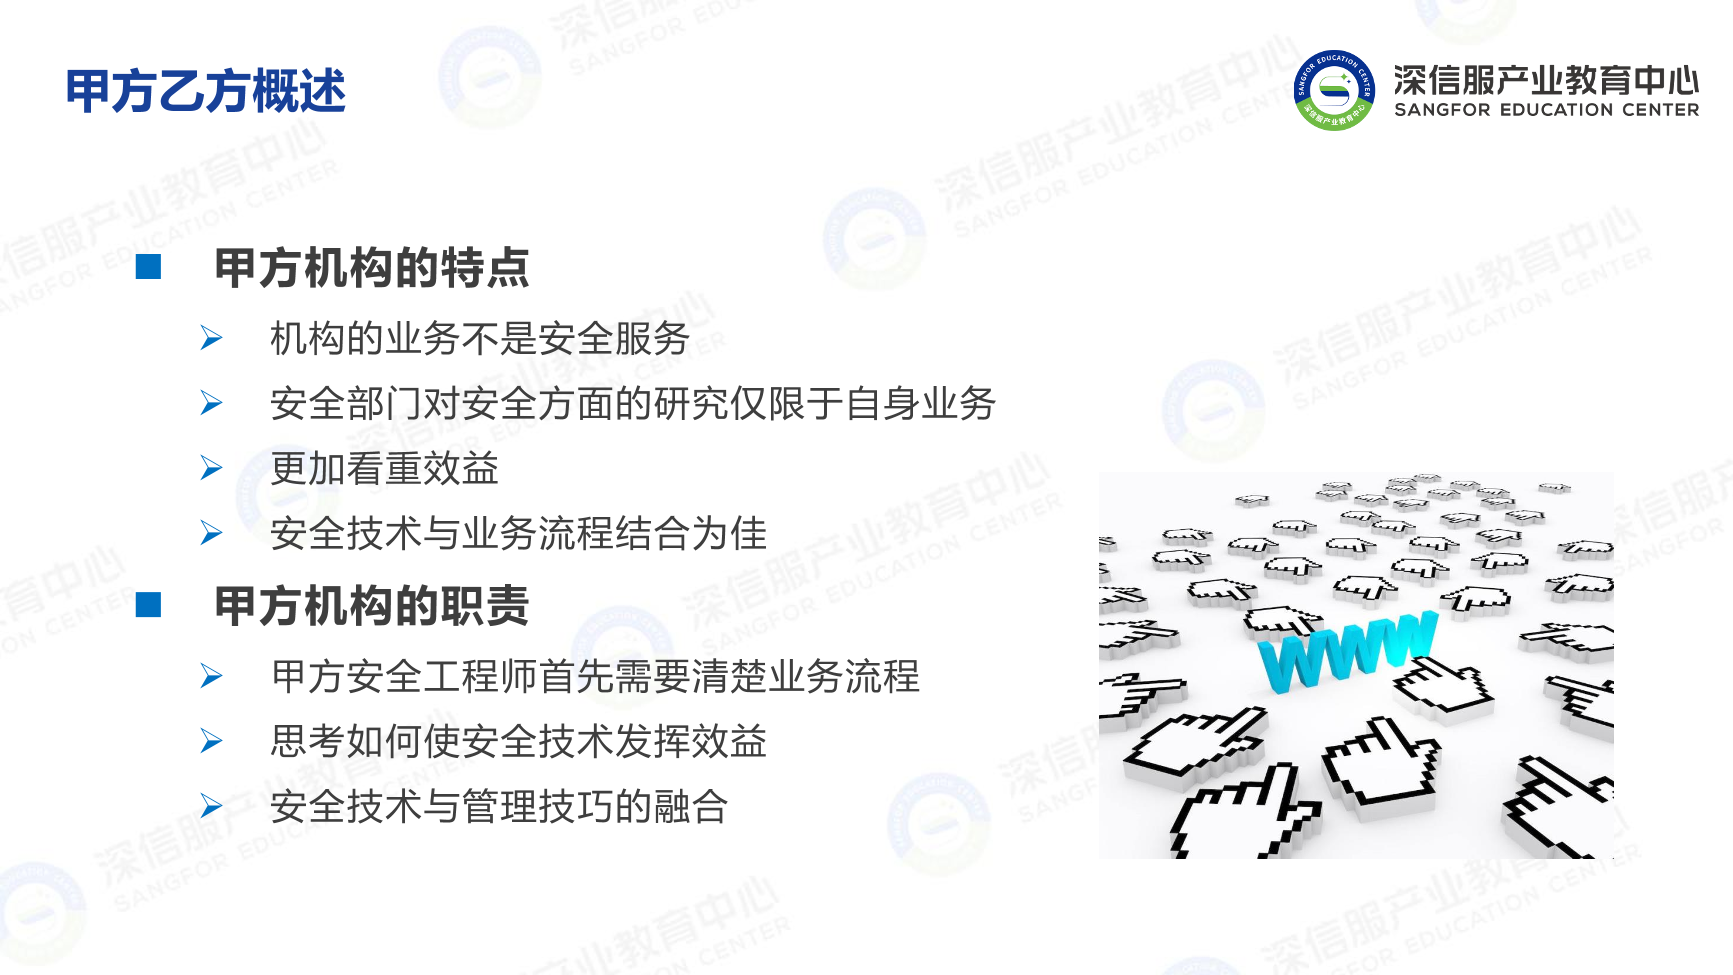 甲方乙方概述
深信服产业教育中心
SANGFOR EDUCATION CENTER
甲方机构的特点
机构的业务不是安全服务
安全部门对安全方面的研究仅限于自身业务
更加看重效益
安全技术与业务流程结合为佳
甲方机构的职责
甲方安全工程师首先需要清楚业务流程
思考如何使安全技术发挥效益
安全技术与管理技巧的融合
www